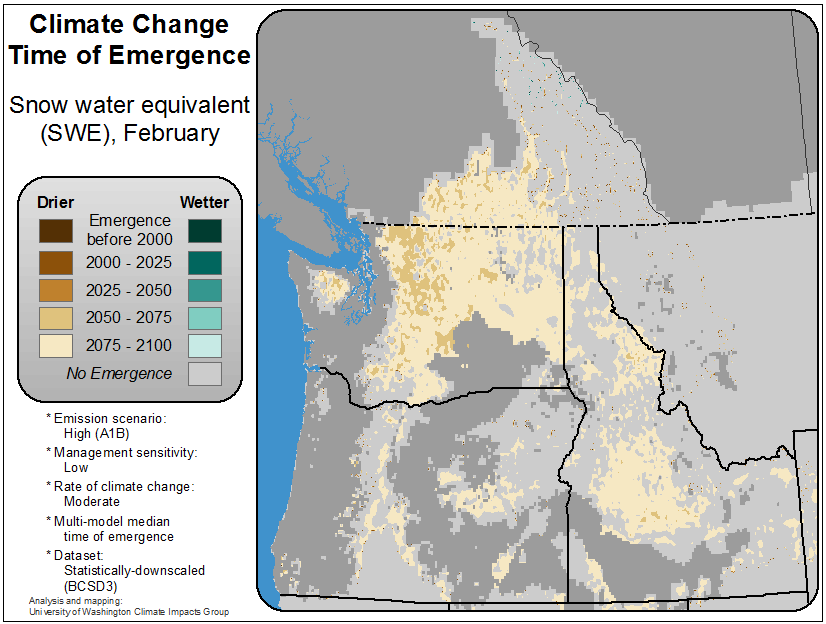 Climate Change
Time of Emergence
Snow water equivalent
(SWE), February
Drier
Wetter
Emergence
before 2000
2000 - 2025
2025 - 2050
2050 - 2075
2075 - 2100
No Emergence
* Emission scenario:
High (A1B)
* Management sensitivity:
Low
* Rate of climate change:
Moderate
* Multi-model median
time of emergence
* Dataset:
Statistically-downscaled
(BCSD3)
Analysis and mapping:
University of Washington Climate Impacts Group